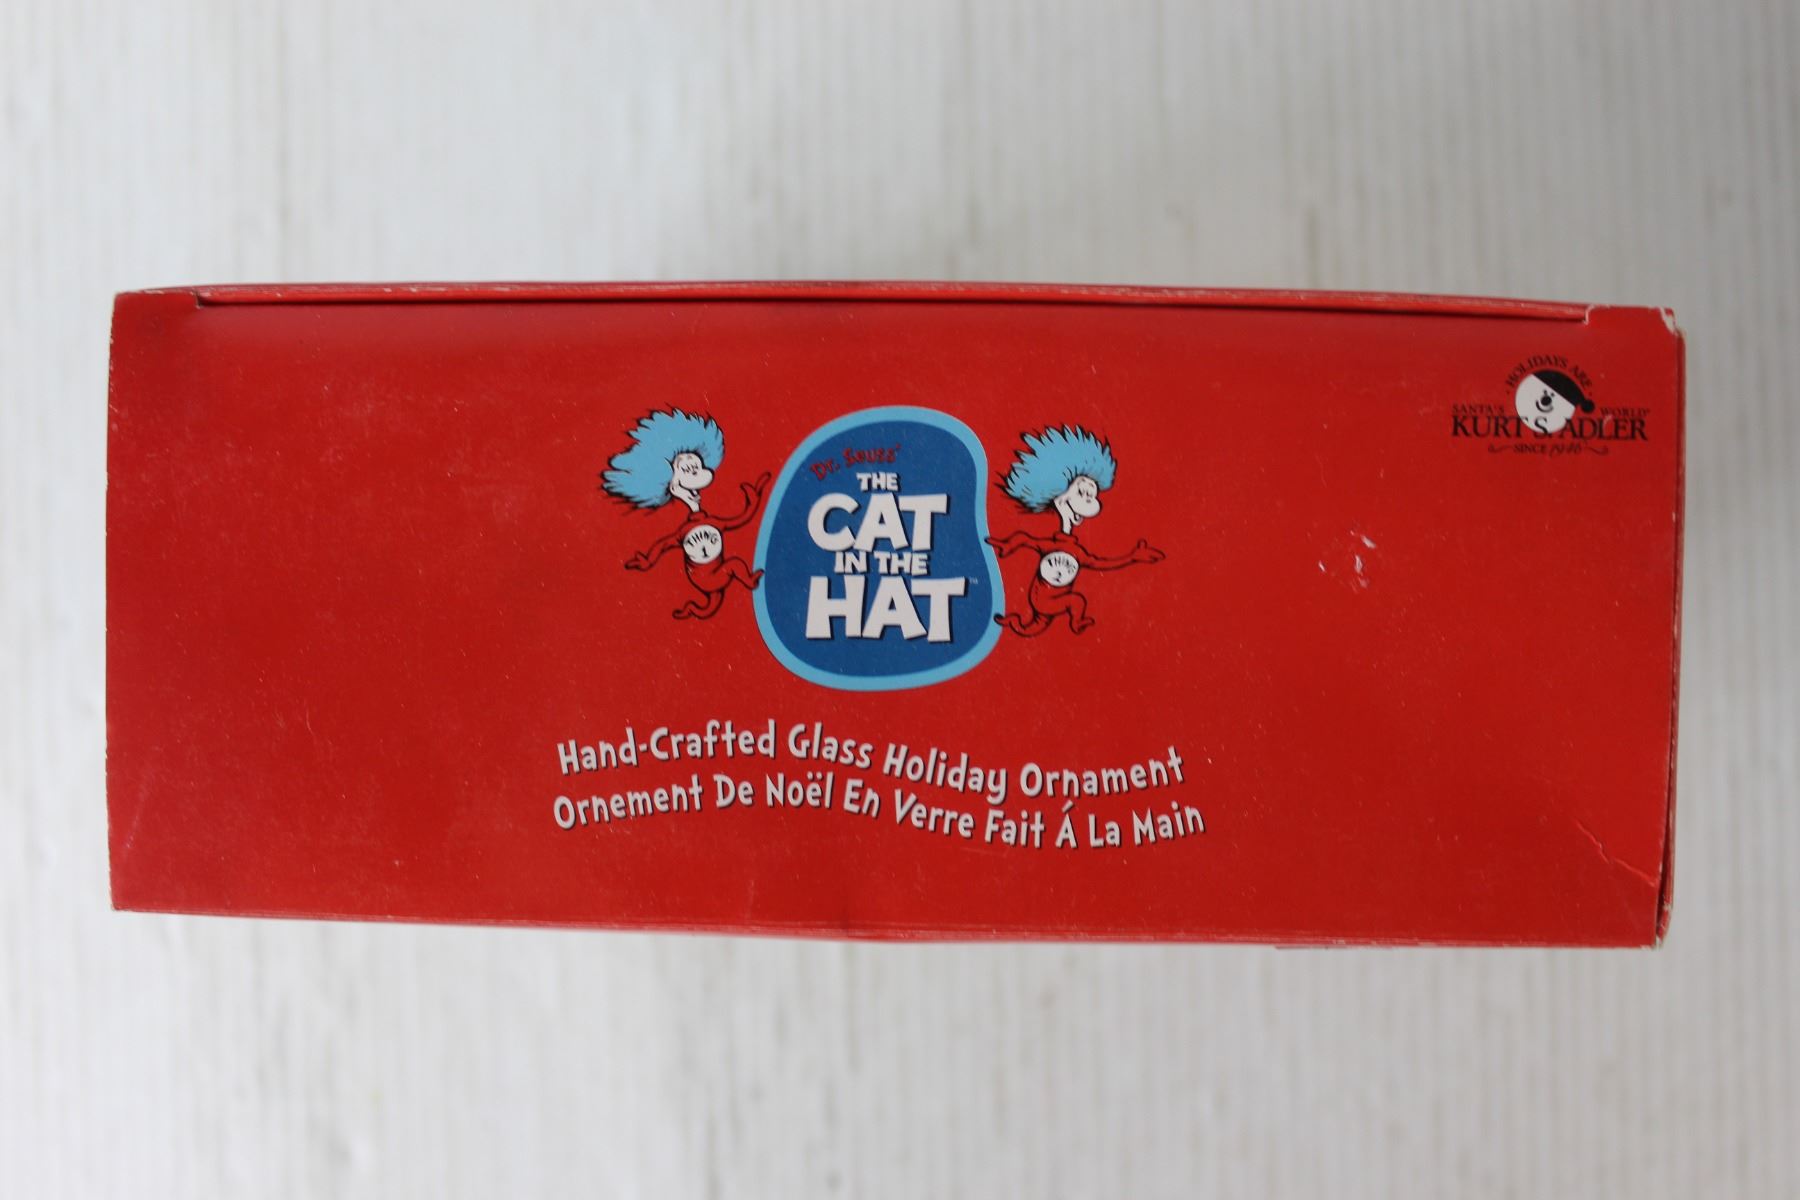 HOLIDAYS ARE
SANTA'S WORLD
KURT S. ADLER
SINCE 1946
Dr. Seuss'
THE
CAT
IN THE
HAT™
THING
1
THING
2
Hand-Crafted Glass Holiday Ornament
Ornement De Noël En Verre Fait Á La Main